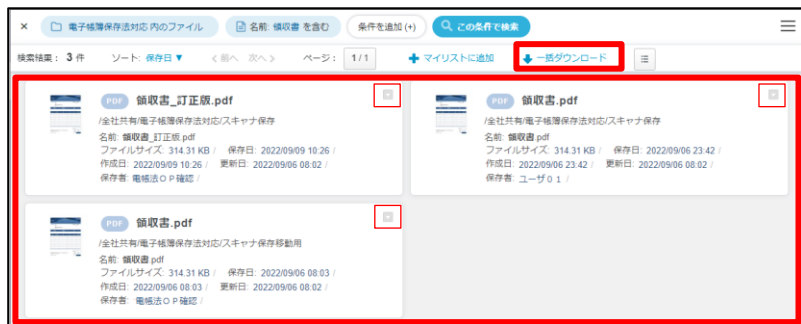 × 電子帳簿保存法対応 内のファイル 名前: 領収書 を含む 条件を追加 (+) この条件で検索
検索結果: 3 件 ソート: 保存日 ▼ < 前へ 次へ > ページ: 1 / 1 マイリストに追加 一括ダウンロード
PDF 領収書_訂正版.pdf
/全社共有/電子帳簿保存法対応/スキャナ保存
名前: 領収書_訂正版.pdf
ファイルサイズ: 314.31 KB / 保存日: 2022/09/09 10:26 /
作成日: 2022/09/09 10:26 / 更新日: 2022/09/06 08:02 /
保存者: 電帳法OP確認 /
PDF 領収書.pdf
/全社共有/電子帳簿保存法対応/スキャナ保存
名前: 領収書.pdf
ファイルサイズ: 314.31 KB / 保存日: 2022/09/06 23:42 /
作成日: 2022/09/06 23:42 / 更新日: 2022/09/06 08:02 /
保存者: ユーザ01 /
PDF 領収書.pdf
/全社共有/電子帳簿保存法対応/スキャナ保存移動用
名前: 領収書.pdf
ファイルサイズ: 314.31 KB / 保存日: 2022/09/06 08:03 /
作成日: 2022/09/06 08:03 / 更新日: 2022/09/06 08:02 /
保存者: 電帳法OP確認 /